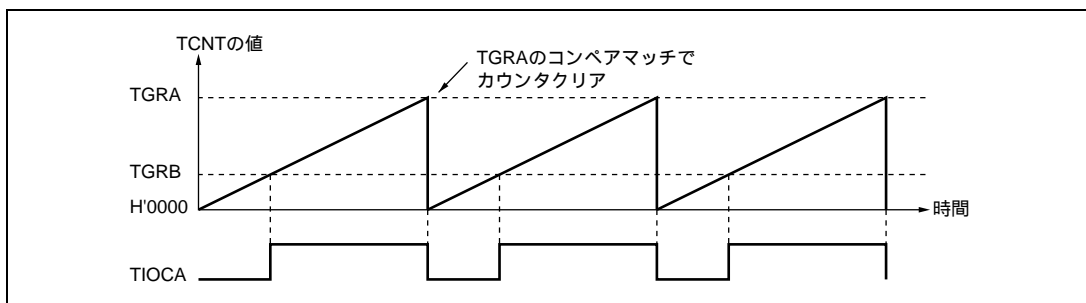 TCNTの値
TGRAのコンペアマッチで
カウンタクリア
TGRA
TGRB
H'0000
時間
TIOCA